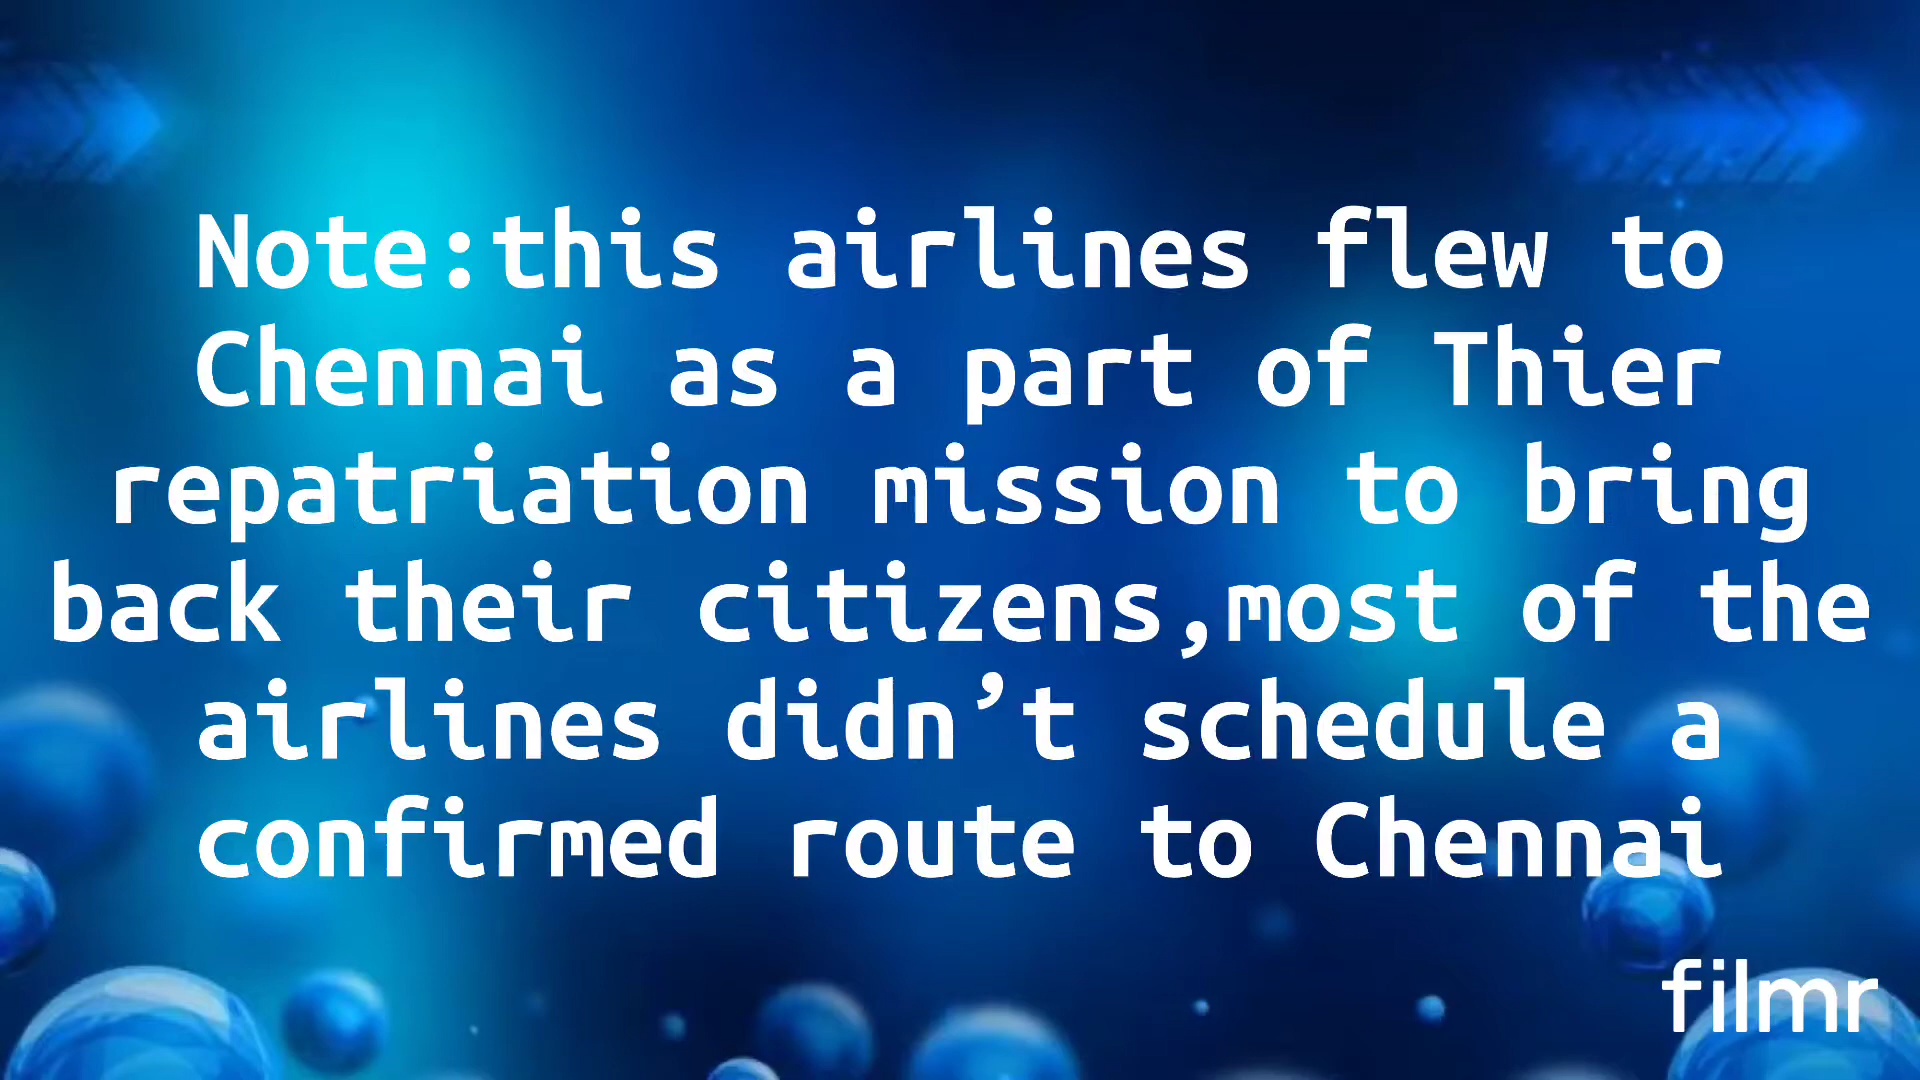 Note:this airlines flew to
Chennai as a part of Thier
repatriation mission to bring
back their citizens,most of the
airlines didn’t schedule a
confirmed route to Chennai
filmr